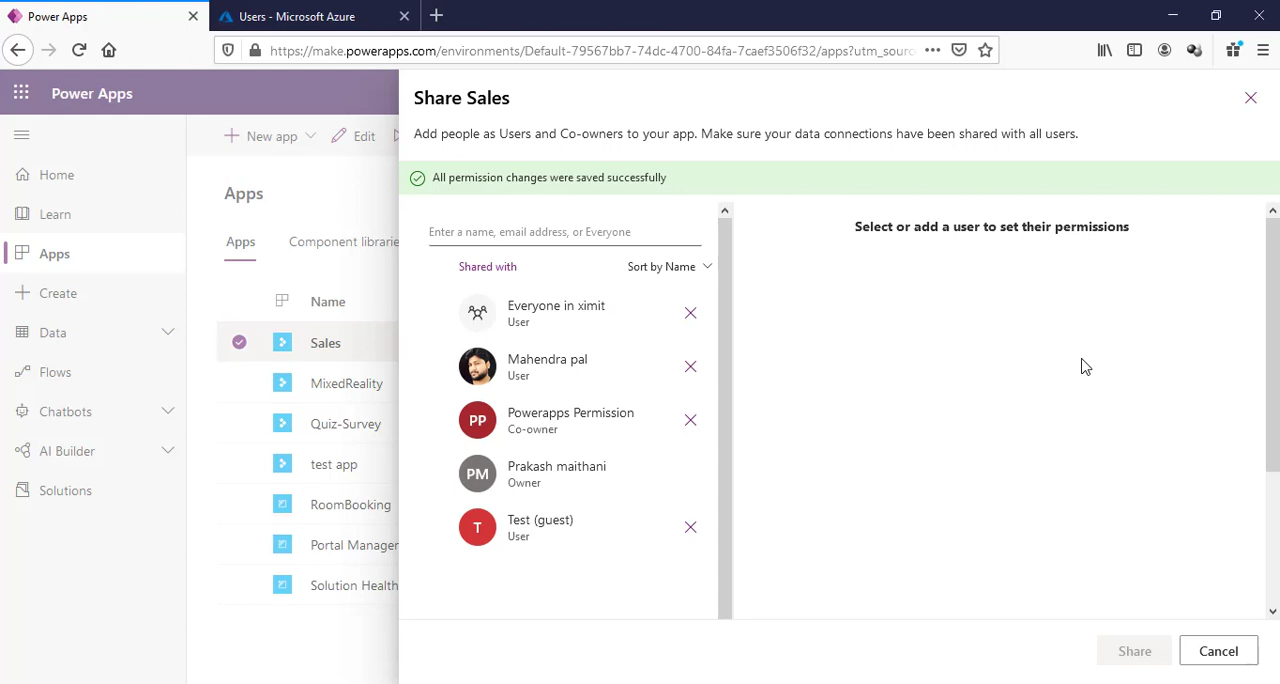 Power Apps
Users - Microsoft Azure
https://make.powerapps.com/environments/Default-79567bb7-74dc-4700-84fa-7caef3506f32/apps?utm_sourc
Power Apps
Home
Learn
Apps
Create
Data
Flows
Chatbots
AI Builder
Solutions
New app
Edit
Apps
Apps
Component librarie
Name
Sales
MixedReality
Quiz-Survey
test app
RoomBooking
Portal Manager
Solution Health
Share Sales
Add people as Users and Co-owners to your app. Make sure your data connections have been shared with all users.
All permission changes were saved successfully
Enter a name, email address, or Everyone
Shared with
Sort by Name
Everyone in ximit
User
Mahendra pal
User
PP
Powerapps Permission
Co-owner
PM
Prakash maithani
Owner
T
Test (guest)
User
Select or add a user to set their permissions
Share
Cancel